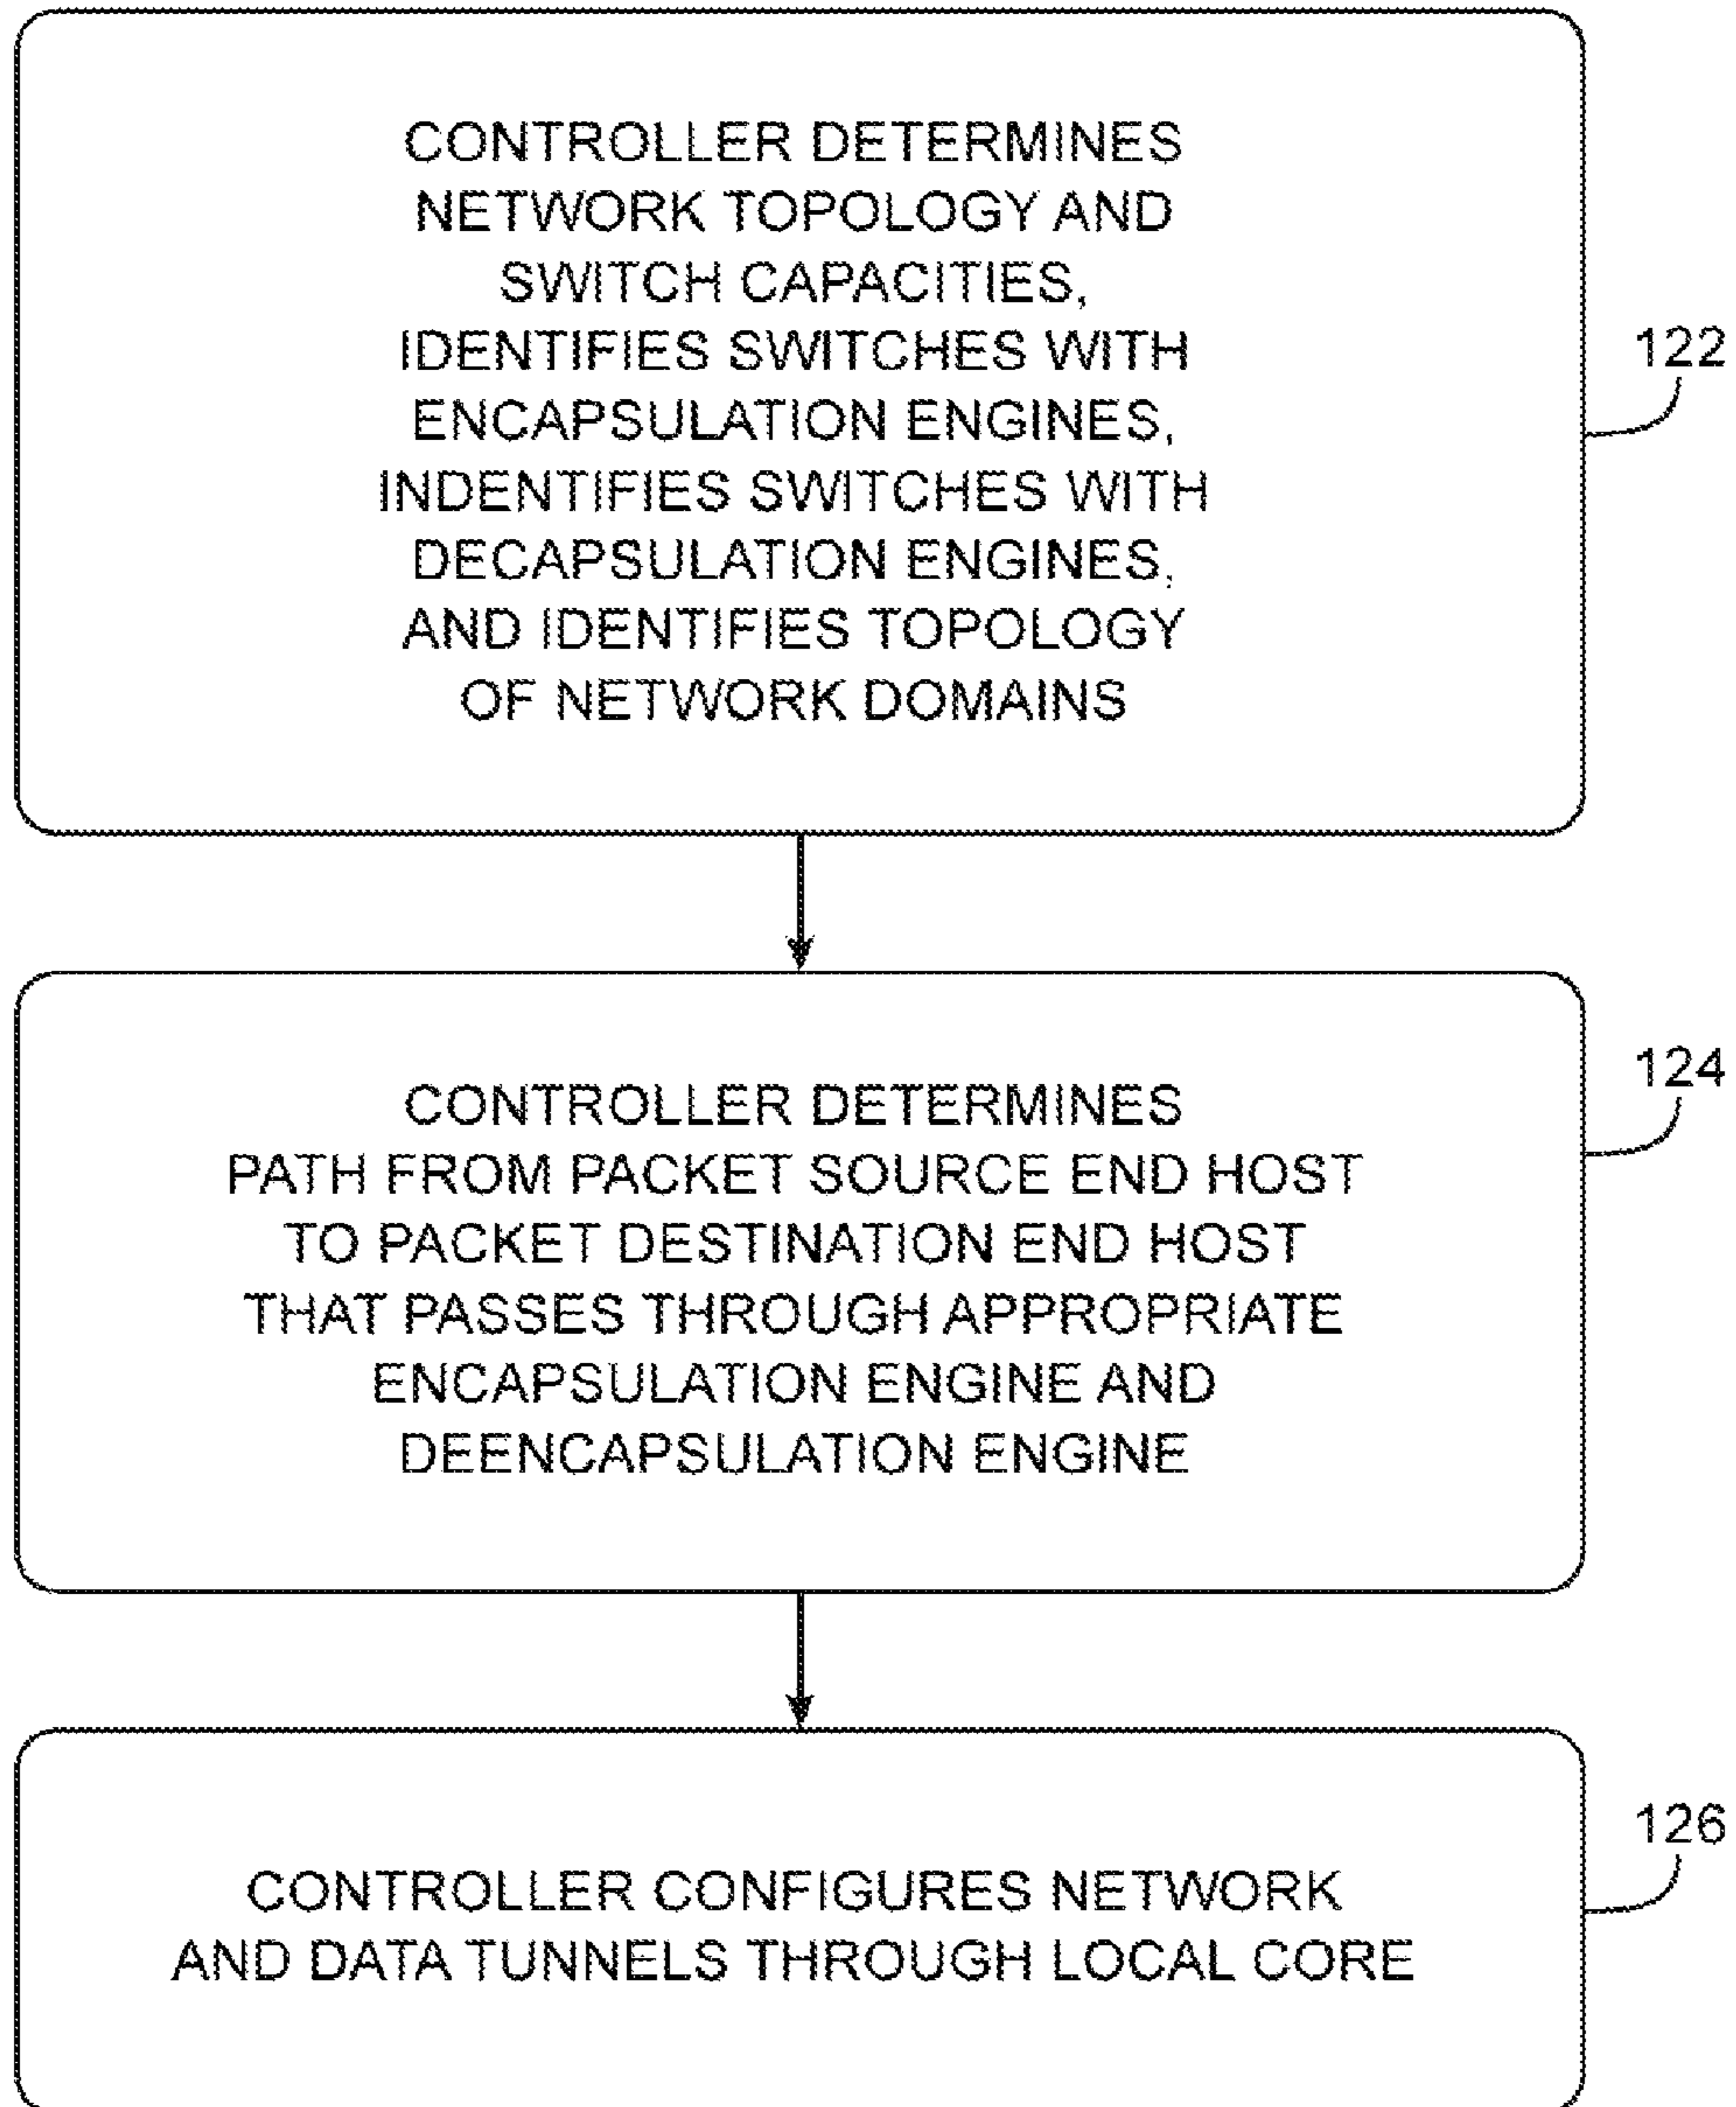 CONTROLLER DETERMINES
NETWORK TOPOLOGY AND
SWITCH CAPACITIES,
IDENTIFIES SWITCHES WITH
ENCAPSULATION ENGINES,
INDENTIFIES SWITCHES WITH
DECAPSULATION ENGINES,
AND IDENTIFIES TOPOLOGY
OF NETWORK DOMAINS
122
CONTROLLER DETERMINES
PATH FROM PACKET SOURCE END HOST
TO PACKET DESTINATION END HOST
THAT PASSES THROUGH APPROPRIATE
ENCAPSULATION ENGINE AND
DEENCAPSULATION ENGINE
124
CONTROLLER CONFIGURES NETWORK
AND DATA TUNNELS THROUGH LOCAL CORE
126